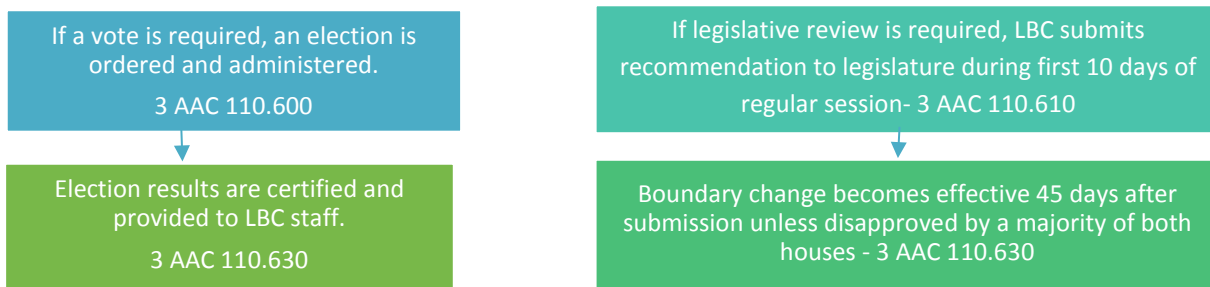 If a vote is required, an election is
ordered and administered.
3 AAC 110.600
Election results are certified and
provided to LBC staff.
3 AAC 110.630
If legislative review is required, LBC submits
recommendation to legislature during first 10 days of
regular session- 3 AAC 110.610
Boundary change becomes effective 45 days after
submission unless disapproved by a majority of both
houses - 3 AAC 110.630